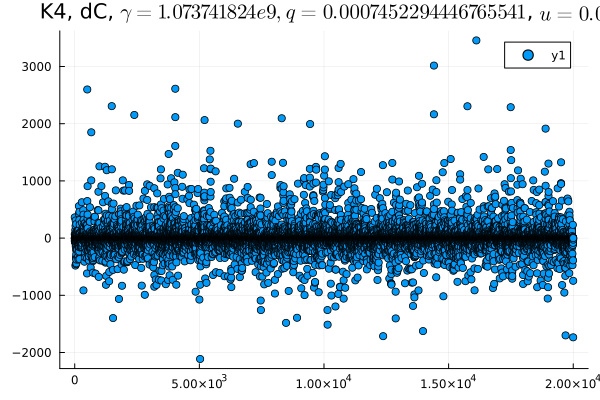 K4, dC, γ = 1.073741824e9, q = 0.0007452294446765541, u = 0.0
y1
3000
2000
1000
0
−1000
−2000
0 5.00×10³ 1.00×10⁴ 1.50×10⁴ 2.00×10⁴